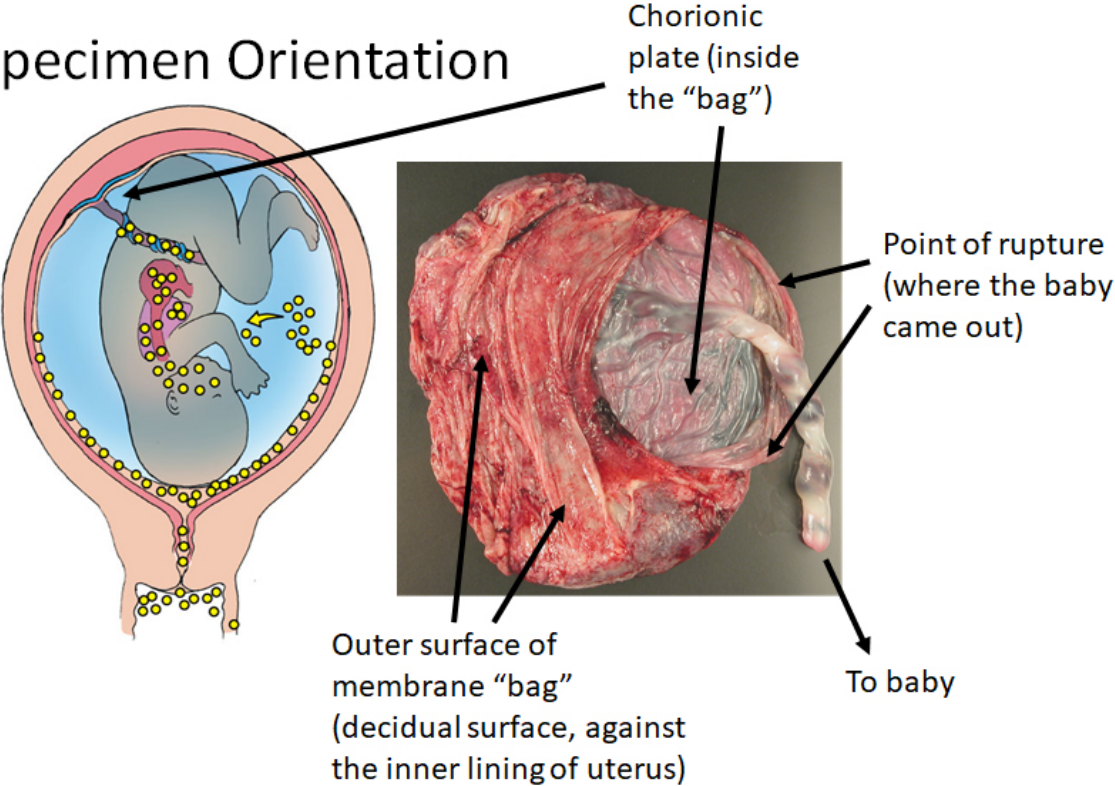 pecimen Orientation
Chorionic
plate (inside
the “bag”)
Point of rupture
(where the baby
came out)
Outer surface of
membrane “bag”
(decidual surface, against
the inner lining of uterus)
To baby